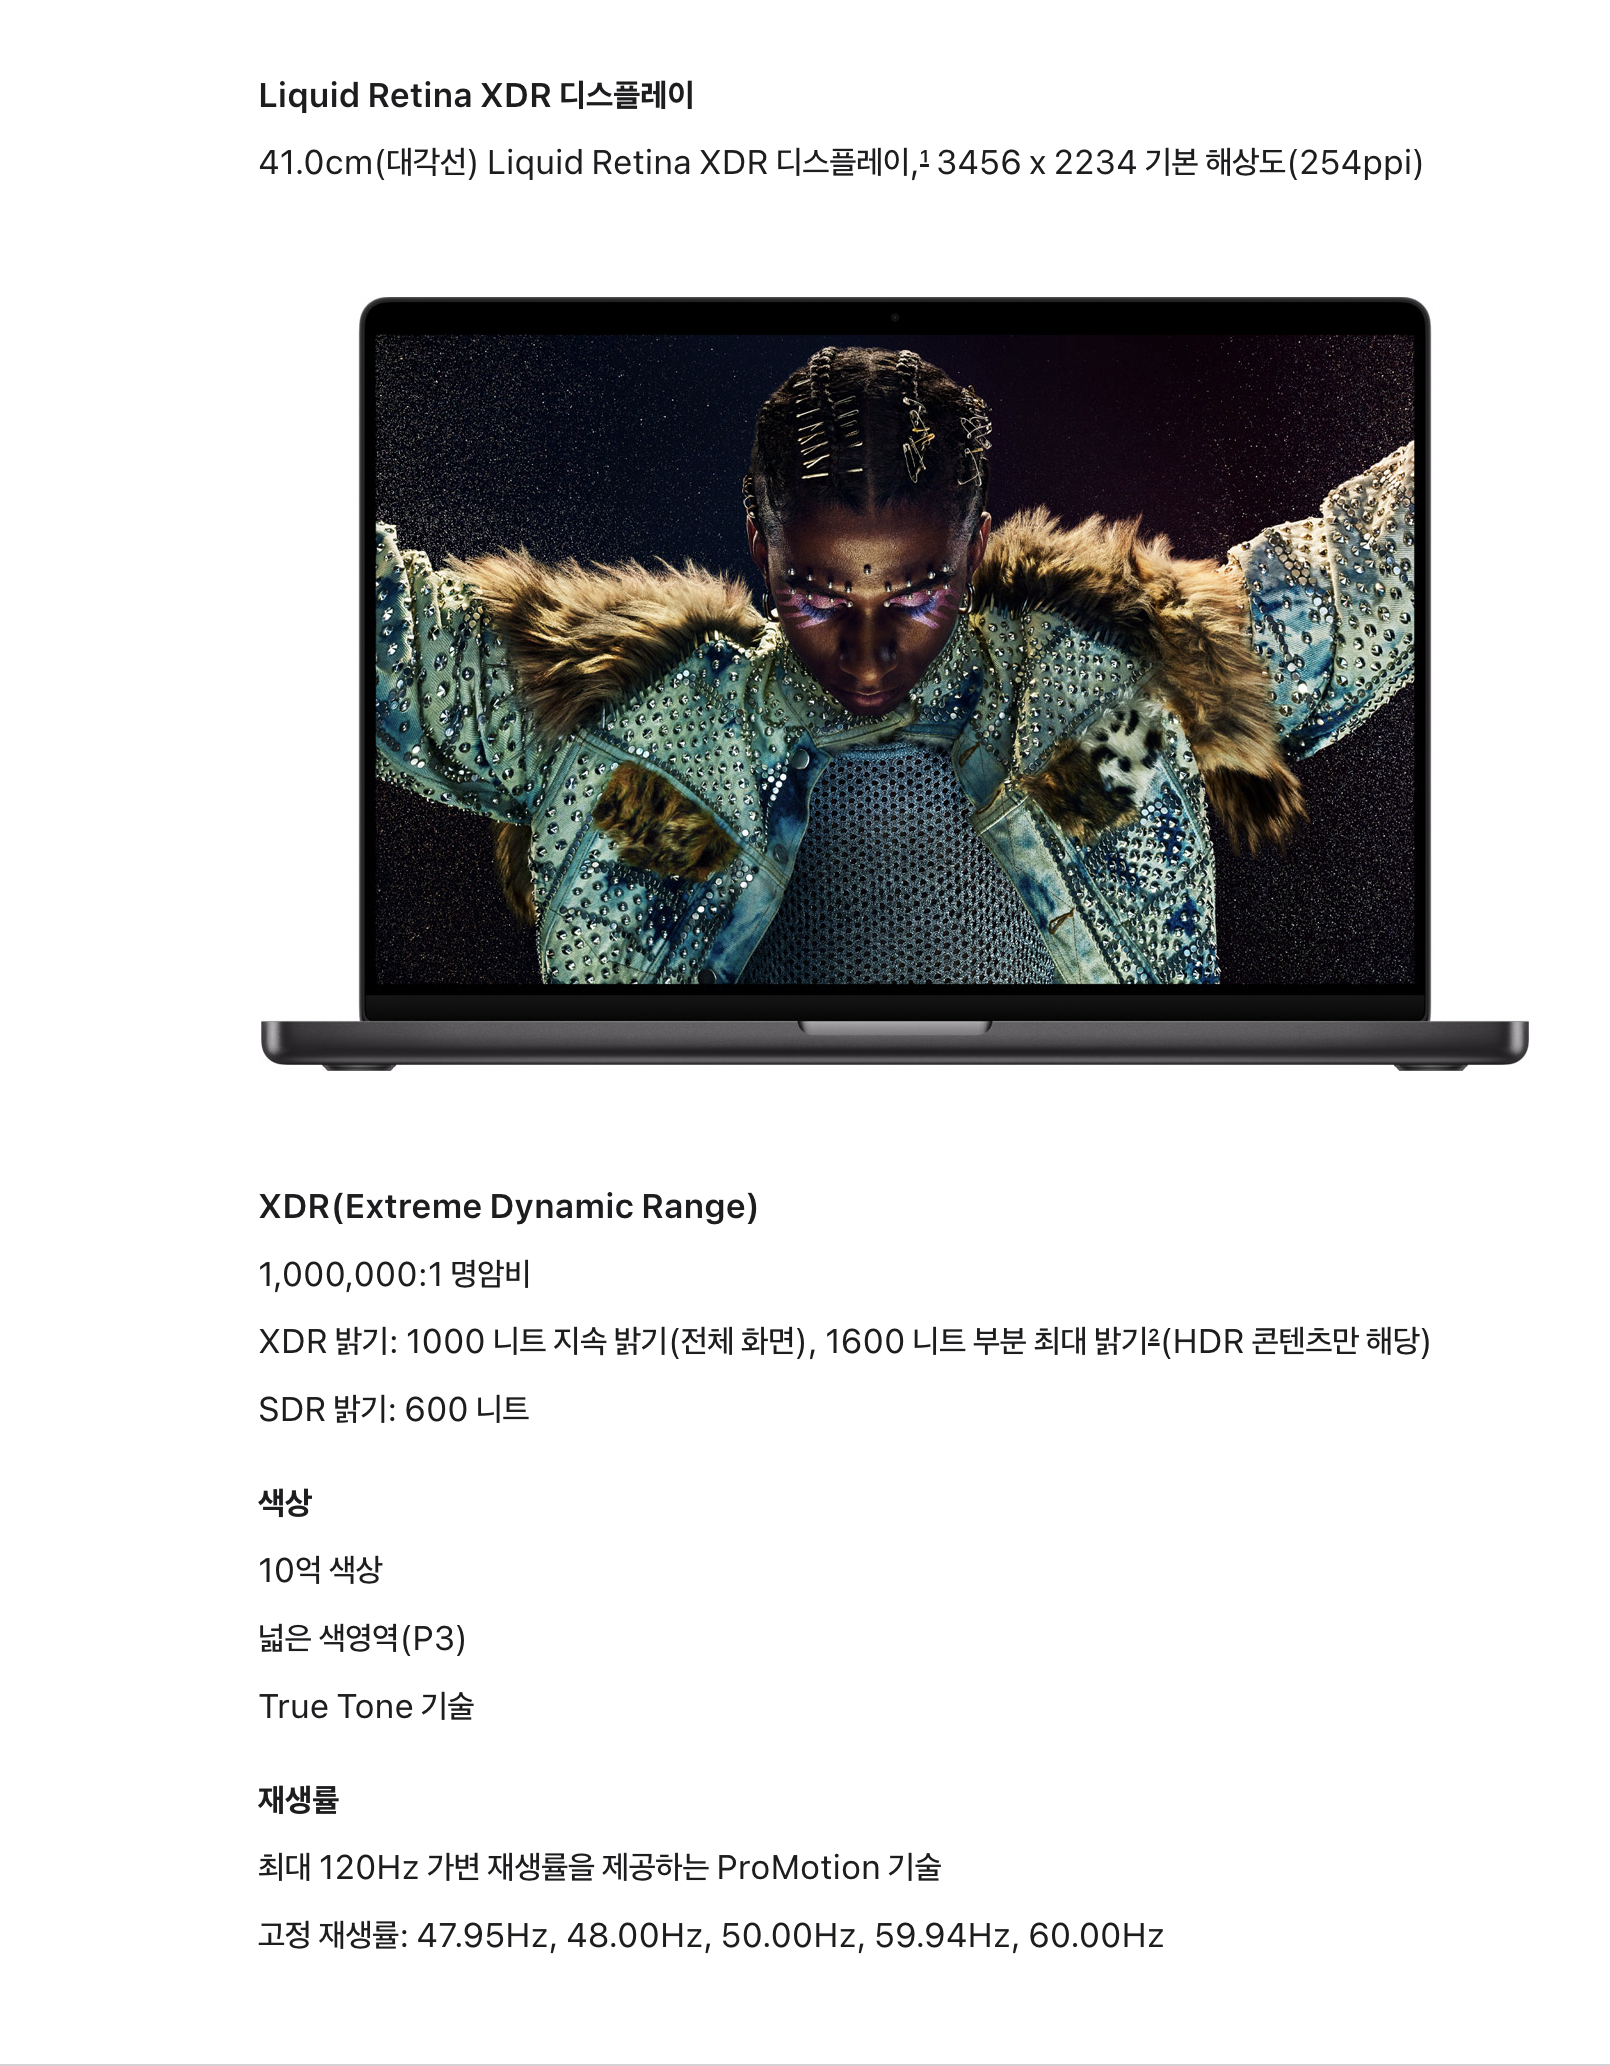 Liquid Retina XDR 디스플레이
41.0cm(대각선) Liquid Retina XDR 디스플레이,¹ 3456 x 2234 기본 해상도(254ppi)
XDR(Extreme Dynamic Range)
1,000,000:1 명암비
XDR 밝기: 1000 니트 지속 밝기(전체 화면), 1600 니트 부분 최대 밝기²(HDR 콘텐츠만 해당)
SDR 밝기: 600 니트
색상
10억 색상
넓은 색영역(P3)
True Tone 기술
재생률
최대 120Hz 가변 재생률을 제공하는 ProMotion 기술
고정 재생률: 47.95Hz, 48.00Hz, 50.00Hz, 59.94Hz, 60.00Hz